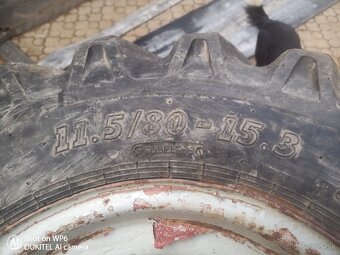 11.5/80-15.3
Shot on WP6
OUKITEL AI camera